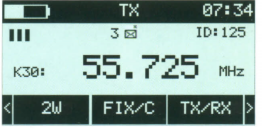 TX 07:34
3 ID:125
K30: 55.725 MHz
< 2W FIX/C TX/RX >